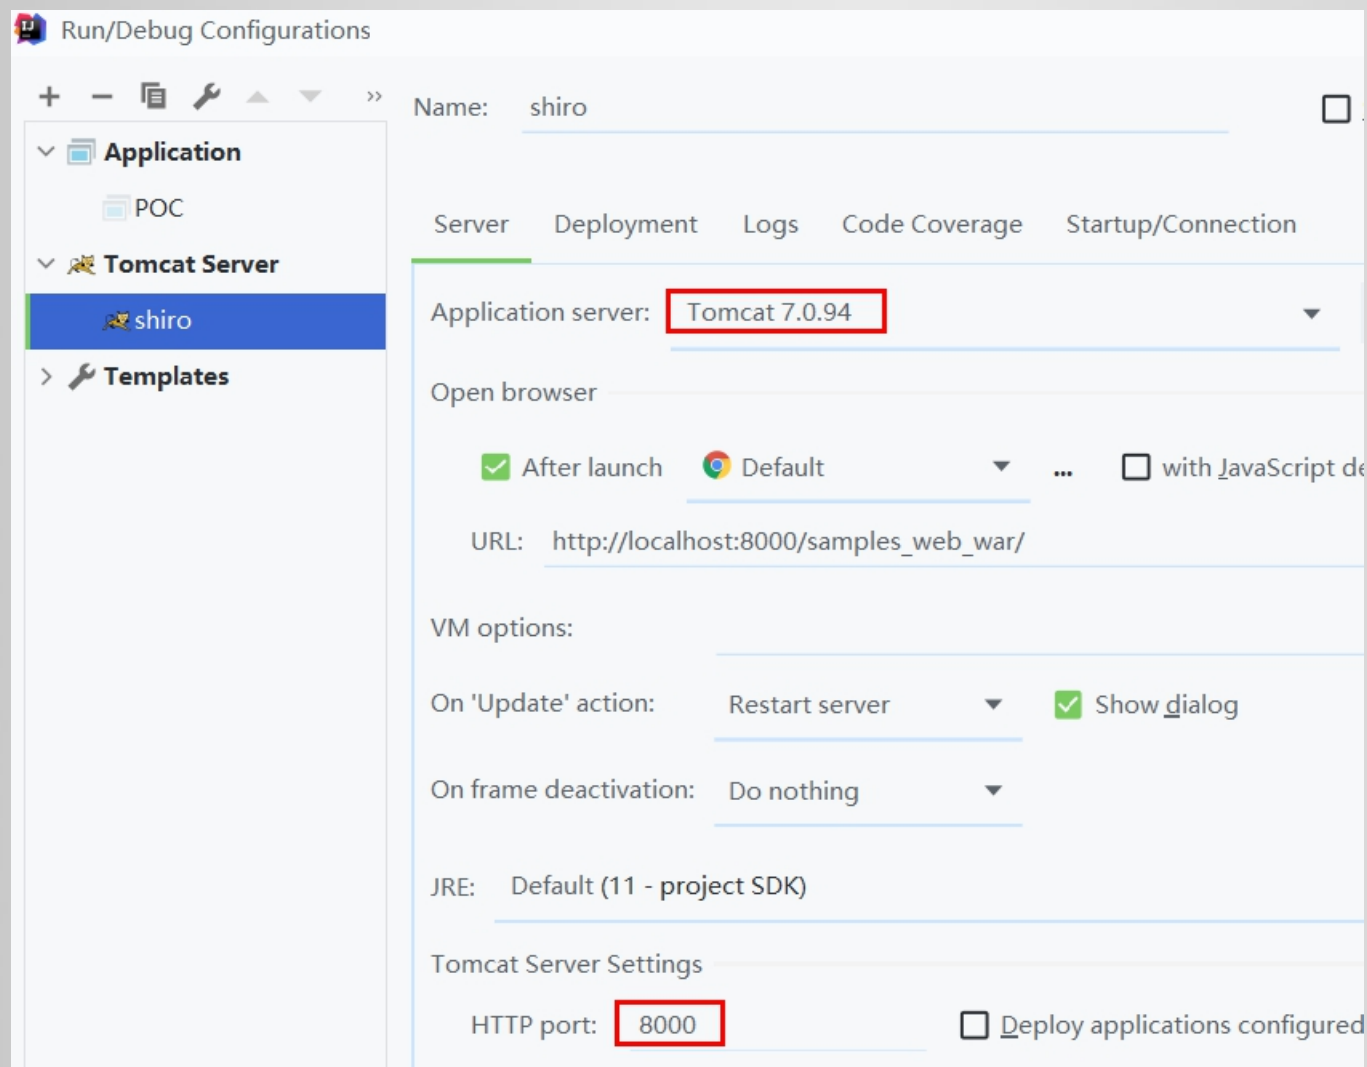 Run/Debug Configurations
Name: shiro
Application
POC
Tomcat Server
shiro
Templates
Server Deployment Logs Code Coverage Startup/Connection
Application server: Tomcat 7.0.94
Open browser
After launch Default ... with JavaScript
URL: http://localhost:8000/samples_web_war/
VM options:
On 'Update' action: Restart server Show dialog
On frame deactivation: Do nothing
JRE: Default (11 - project SDK)
Tomcat Server Settings
HTTP port: 8000 Deploy applications configured